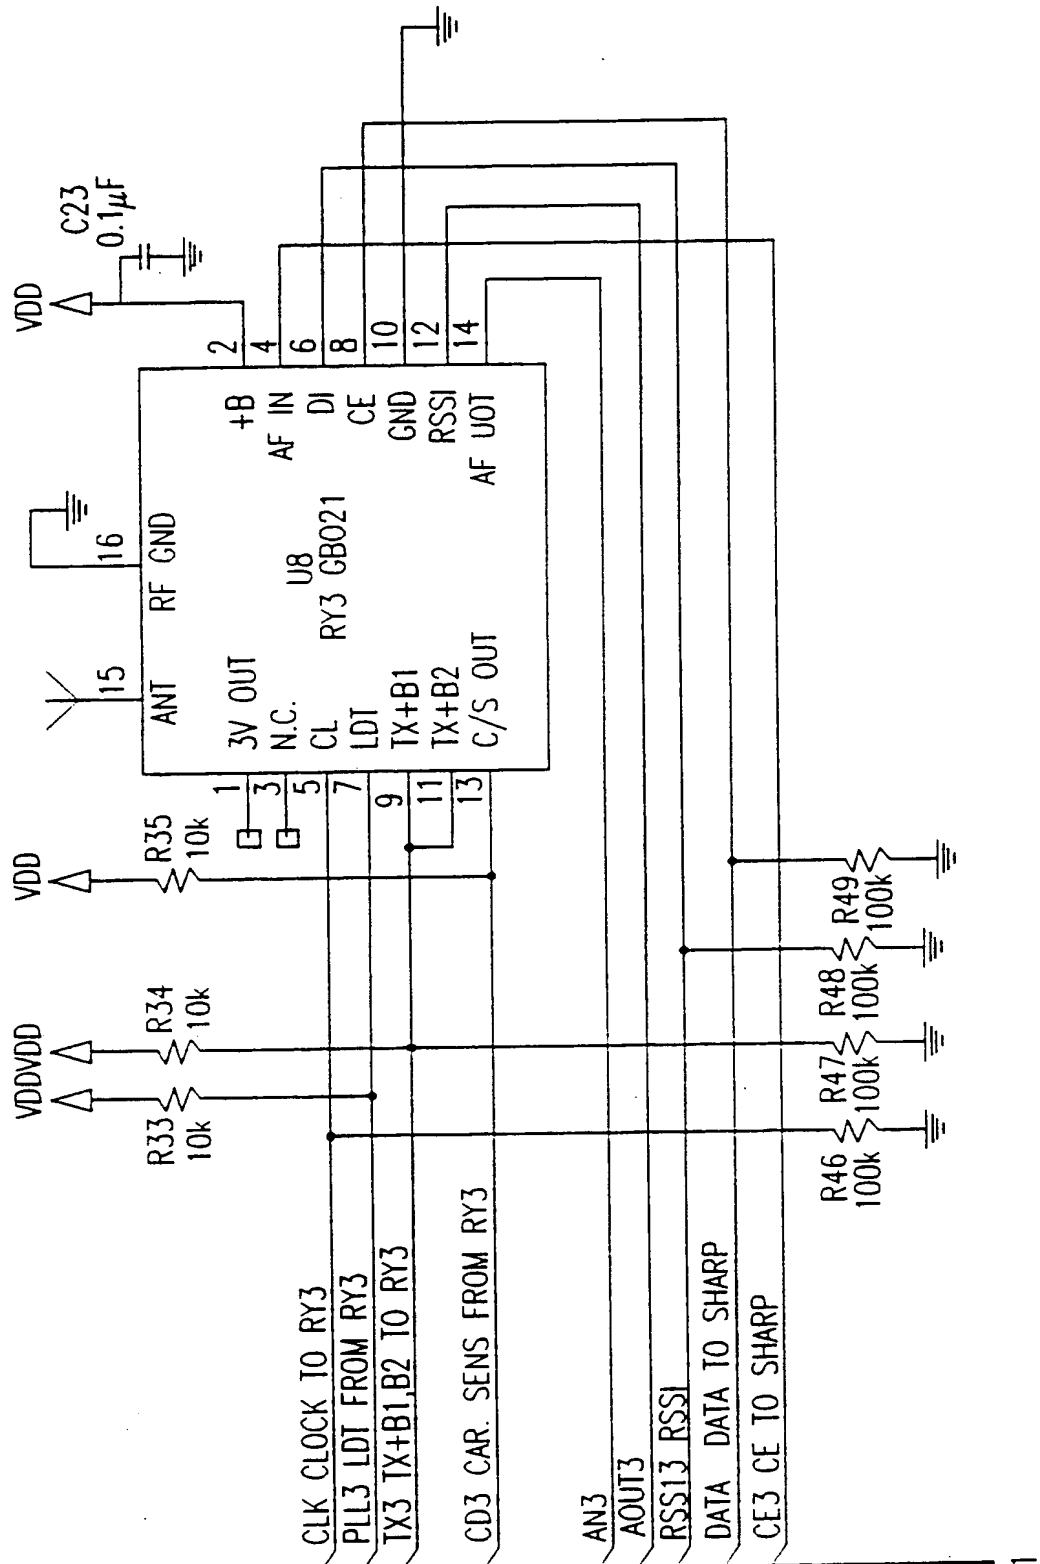 VDD
C23
0.1μF
VDD
VDDVDD
R33
10k
R34
10k
R35
10k
15
16
ANT
RF GND
U8
RY3 GB021
1
3
5
7
9
11
13
3V OUT
N.C.
CL
LDT
TX+B1
TX+B2
C/S OUT
+B
AF IN
DI
CE
GND
RSSI
AF UOT
2
4
6
8
10
12
14
CLK CLOCK TO RY3
PLL3 LDT FROM RY3
TX3 TX+B1,B2 TO RY3
CD3 CAR. SENS FROM RY3
AN3
AOUT3
RSS13 RSSI
DATA DATA TO SHARP
CE3 CE TO SHARP
R46
100k
R47
100k
R48
100k
R49
100k
1